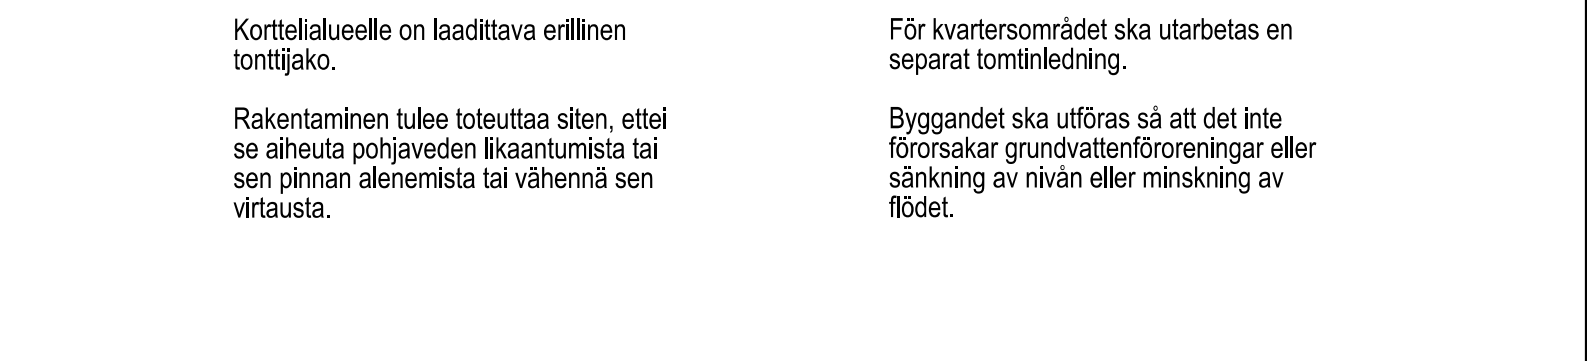 Korttelialueelle on laadittava erillinen
tonttijako.
Rakentaminen tulee toteuttaa siten, ettei
se aiheuta pohjaveden likaantumista tai
sen pinnan alenemista tai vähennä sen
virtausta.
För kvartersområdet ska utarbetas en
separat tomtinledning.
Byggandet ska utföras så att det inte
förorsakar grundvattenföroreningar eller
sänkning av nivån eller minskning av
flödet.